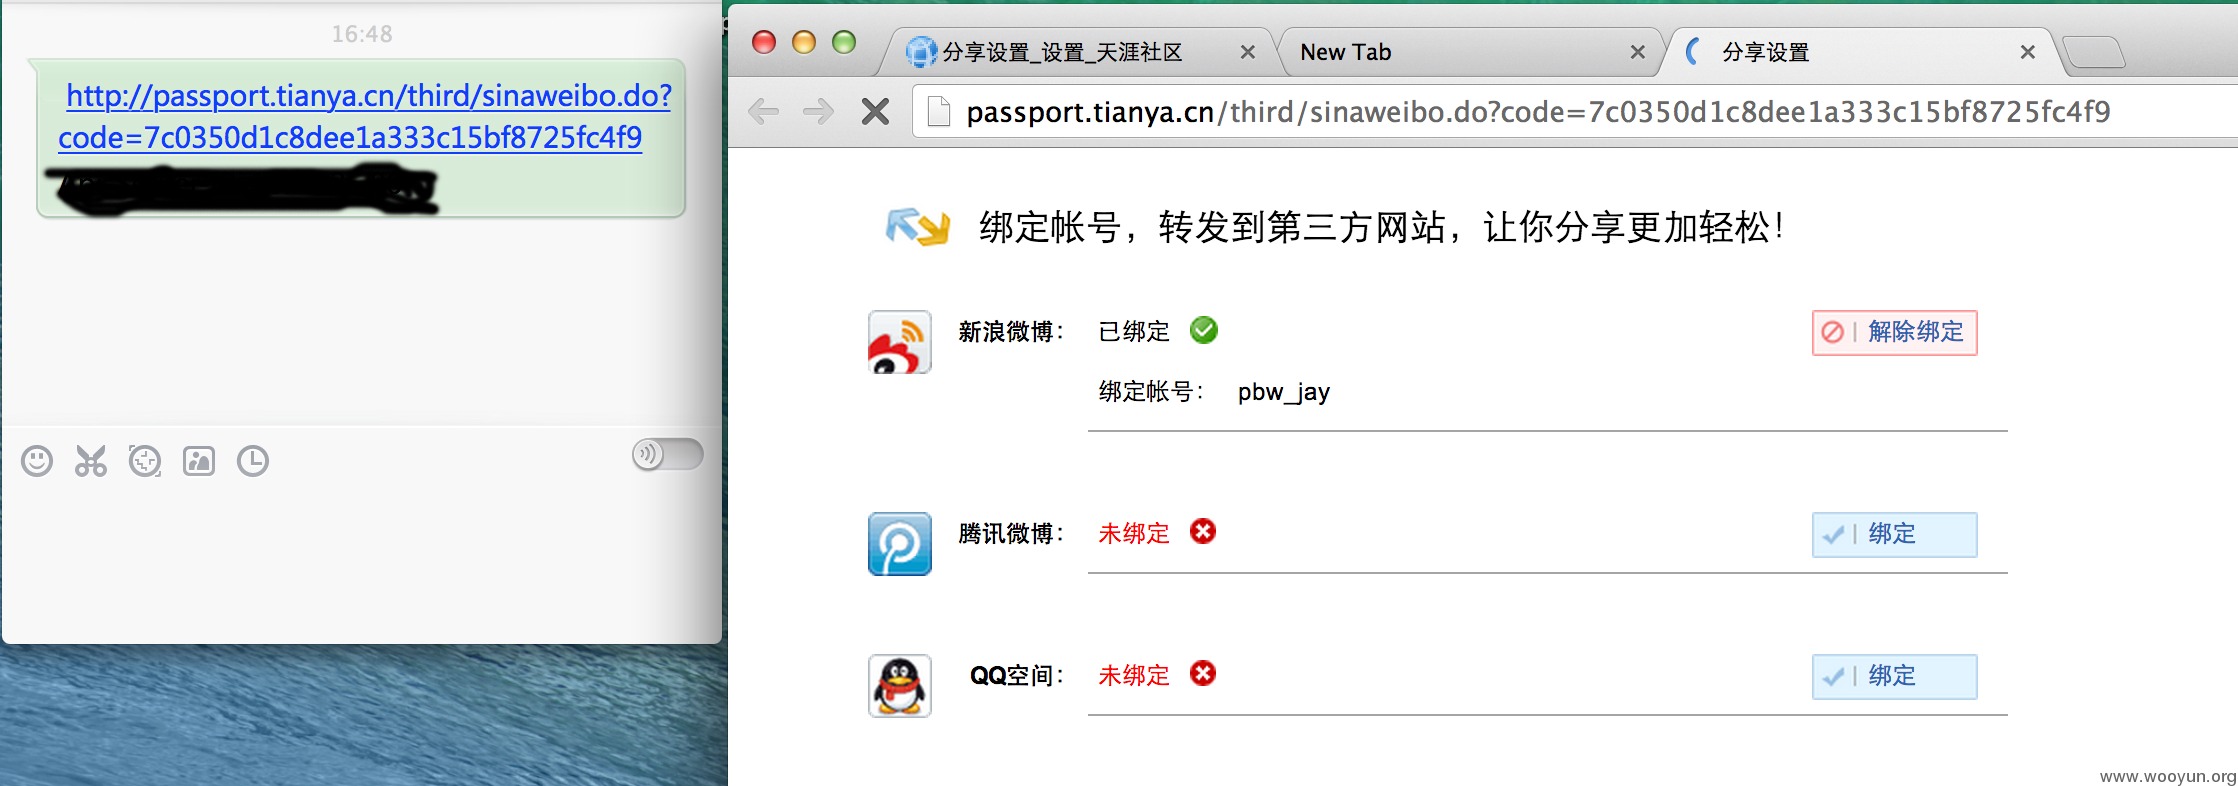 16:48
http://passport.tianya.cn/third/sinaweibo.do?
code=7c0350d1c8dee1a333c15bf8725fc4f9
分享设置_设置_天涯社区
New Tab
分享设置
passport.tianya.cn/third/sinaweibo.do?code=7c0350d1c8dee1a333c15bf8725fc4f9
绑定帐号，转发到第三方网站，让你分享更加轻松！
新浪微博： 已绑定 解除绑定
绑定帐号： pbw_jay
腾讯微博： 未绑定 绑定
QQ空间： 未绑定 绑定
www.wooyun.org